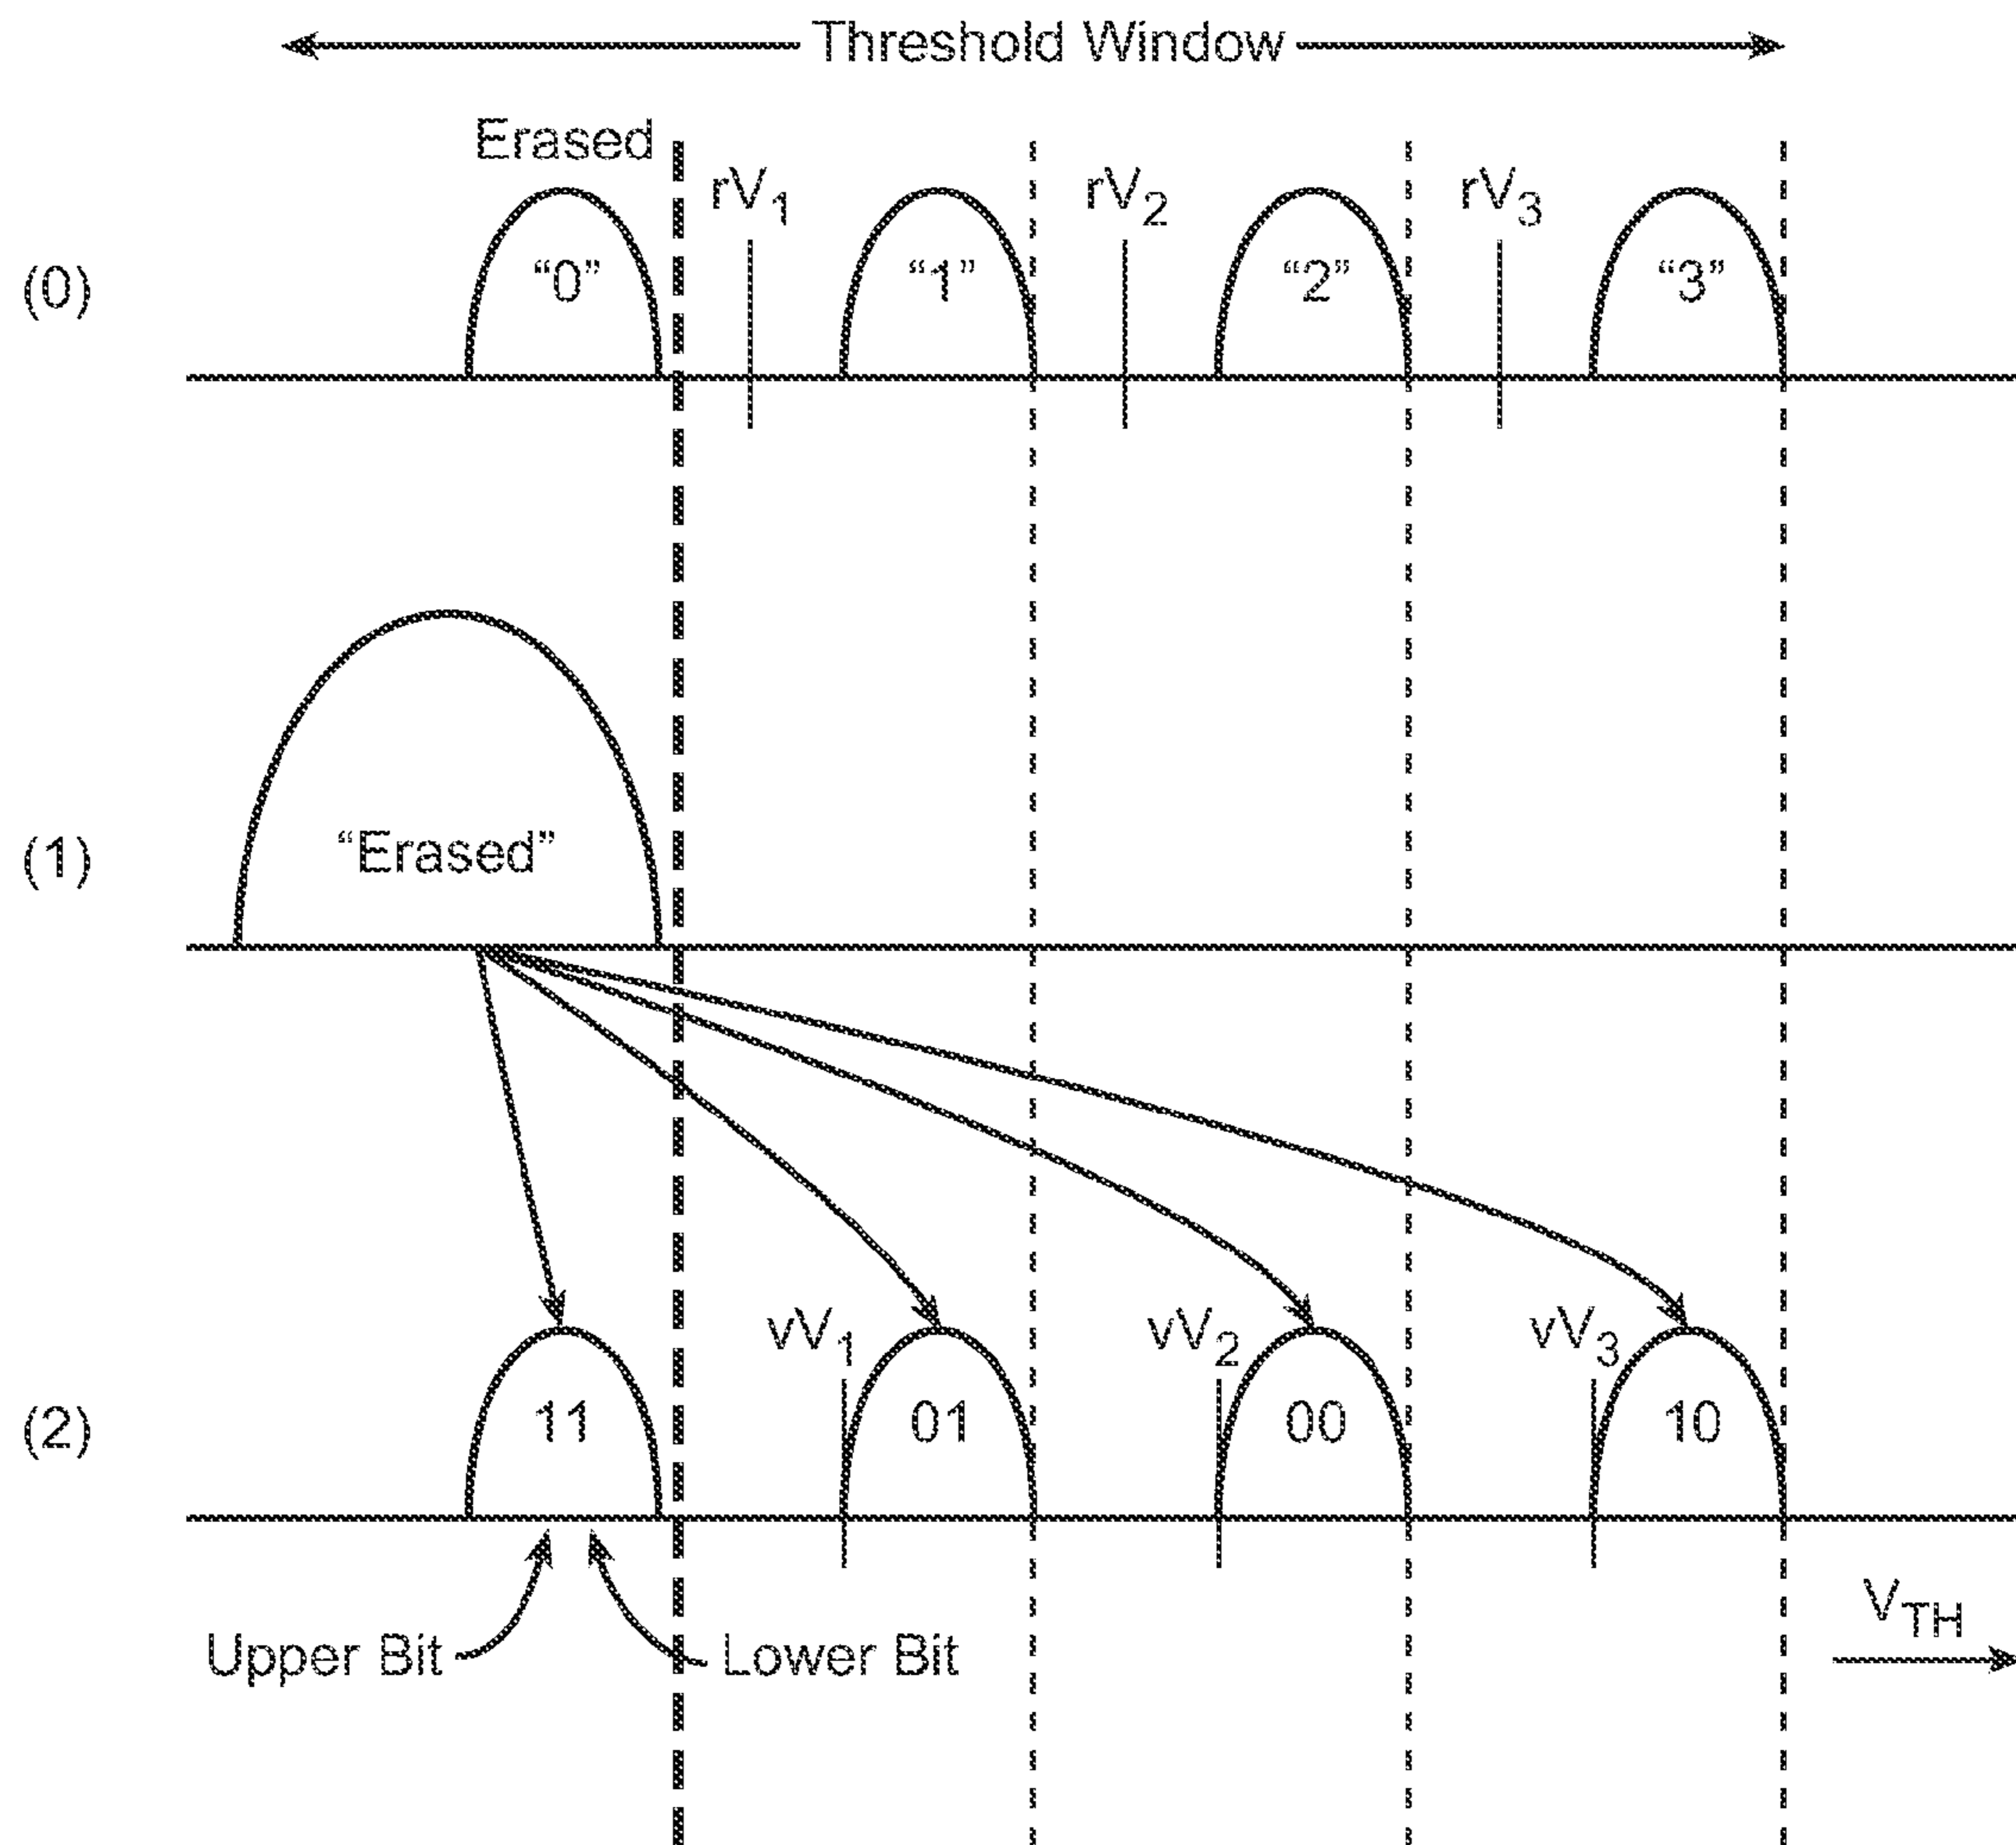 Threshold Window
Erased
rV1 rV2 rV3
(0) “0” “1” “2” “3”
(1) “Erased”
vV1 vV2 vV3
(2) 11 01 00 10
VTH
Upper Bit Lower Bit